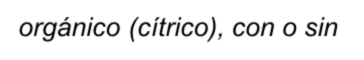 orgánico (cítrico), con o sin